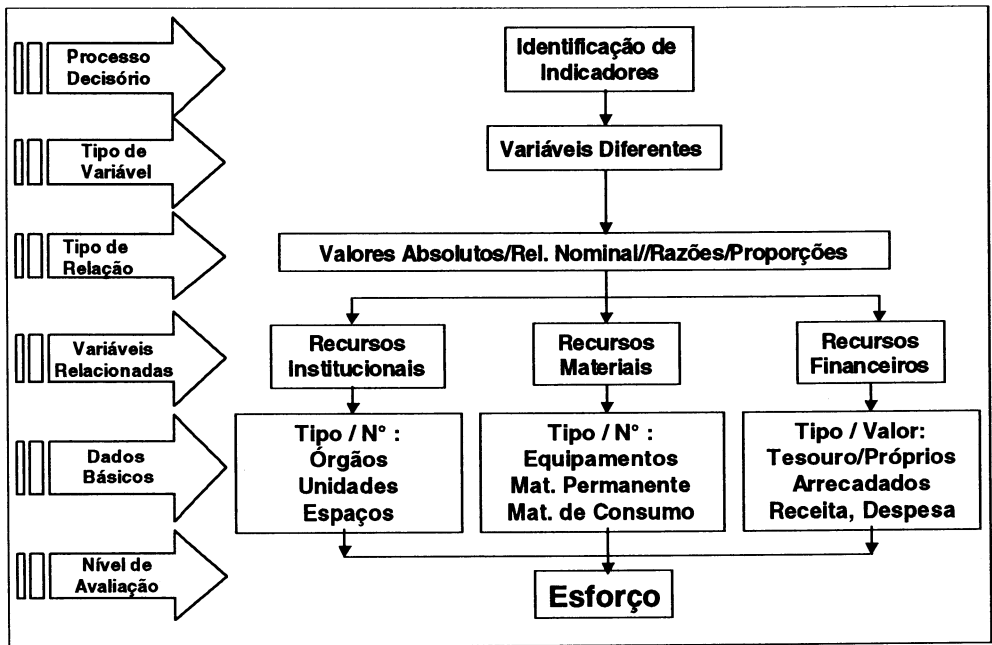 Processo
Decisório
Identificação de
Indicadores
Tipo de
Variável
Variáveis Diferentes
Tipo de
Relação
Valores Absolutos/Rel. Nominal//Razões/Proporções
Variáveis
Relacionadas
Recursos
Institucionais
Recursos
Materiais
Recursos
Financeiros
Dados
Básicos
Tipo / N° :
Órgãos
Unidades
Espaços
Tipo / N° :
Equipamentos
Mat. Permanente
Mat. de Consumo
Tipo / Valor:
Tesouro/Próprios
Arrecadados
Receita, Despesa
Nível de
Avaliação
Esforço